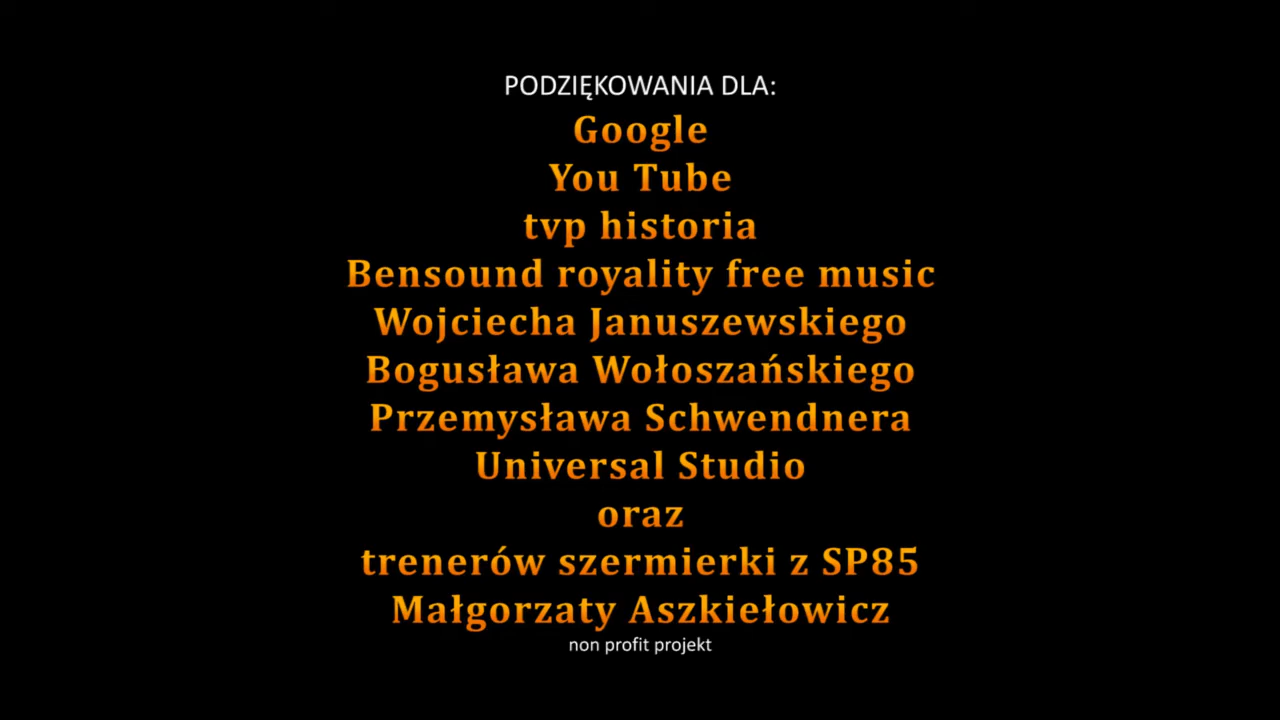 PODZIĘKOWANIA DLA:
Google
You Tube
tvp historia
Bensound royality free music
Wojciecha Januszewskiego
Bogusława Wołoszańskiego
Przemysława Schwendnera
Universal Studio
oraz
trenerów szermierki z SP85
Małgorzaty Aszkiełowicz
non profit projekt